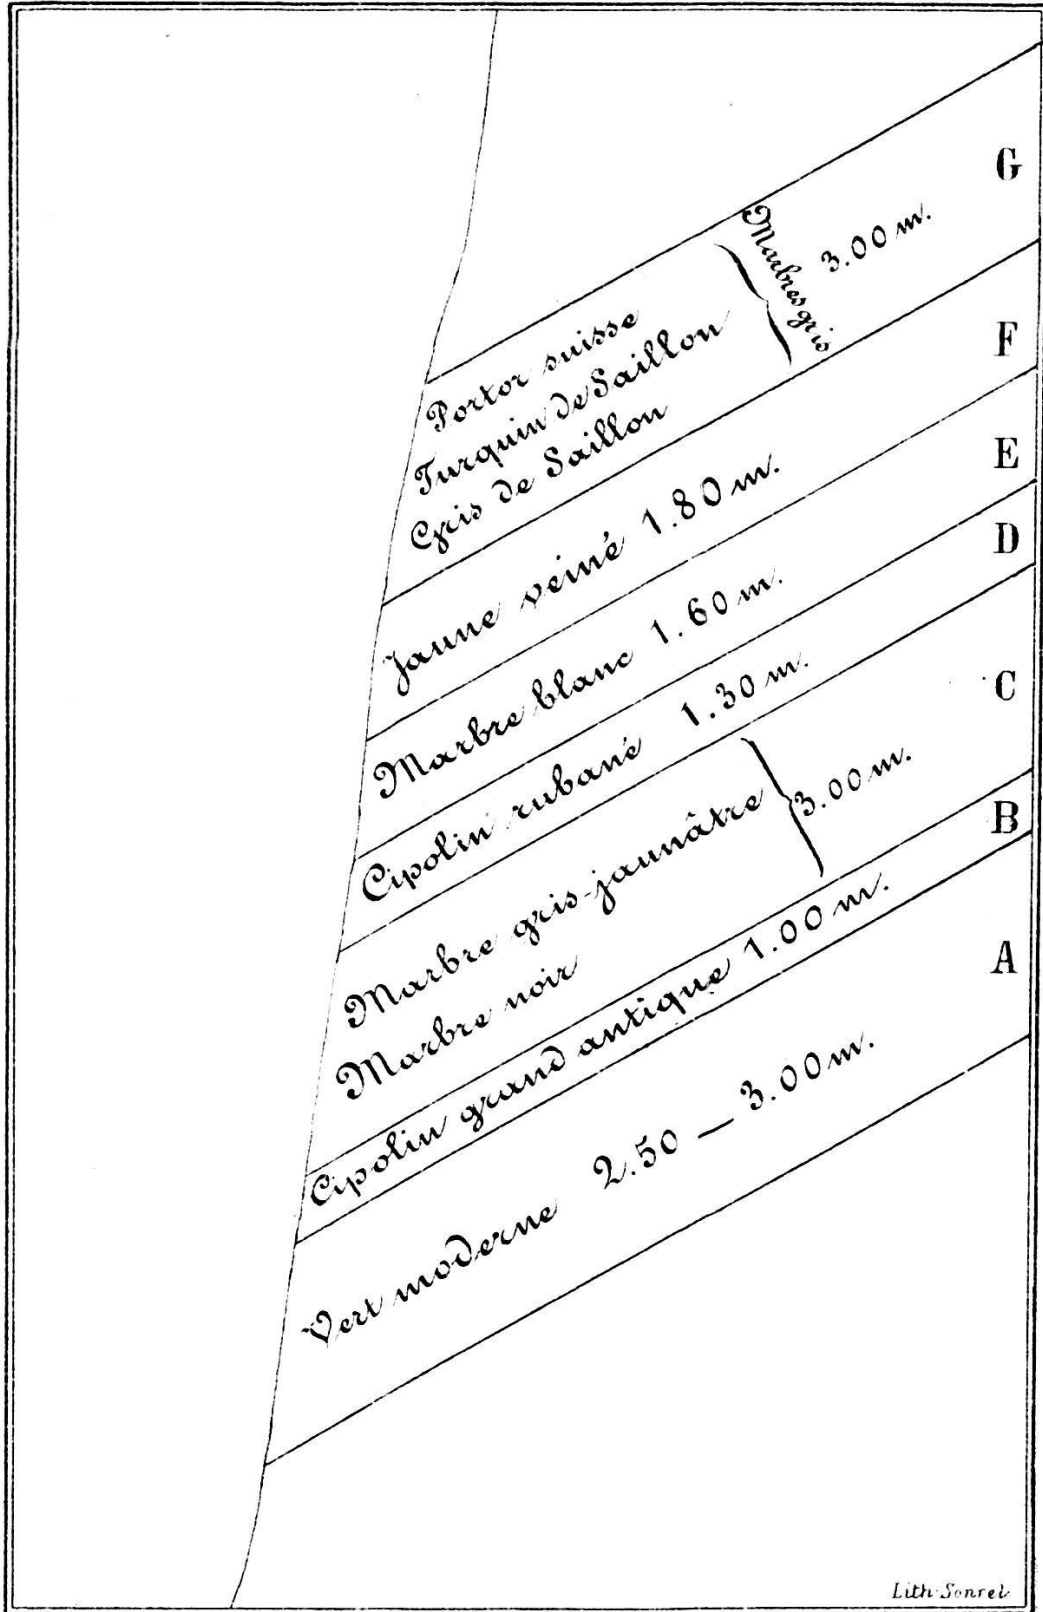 G
Marbres gris
3.00 m.
Portor suisse
Turquin de Saillon
Gris de Saillon
F
Jaune veiné 1.80 m.
E
Marbre blanc 1.60 m.
D
Cipolin rubané 1.30 m.
C
Marbre gris-jaunâtre
Marbre noir
3.00 m.
B
Cipolin grand antique 1.00 m.
A
Vert moderne 2.50 — 3.00 m.
Lith Sonrel